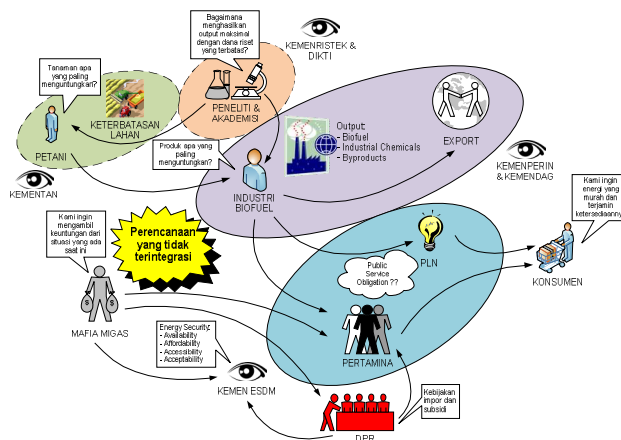 Bagaimana
menghasilkan
output maksimal
dengan dana riset
yang terbatas?
KEMENRISTEK &
DIKTI
Tanaman apa
yang paling
menguntungkan?
PENELITI &
AKADEMISI
KETERBATASAN
LAHAN
PETANI
KEMENTAN
Produk apa yang
paling
menguntungkan?
Output:
- Biofuel
- Industrial Chemicals
- Byproducts
EXPORT
INDUSTRI
BIOFUEL
KEMENPERIN
& KEMENDAG
Kami ingin
energi yang
murah dan
terjamin
ketersediaannya
Kami ingin
mengambil
keuntungan dari
situasi yang ada
saat ini
Perencanaan
yang tidak
terintegrasi
PLN
Public
Service
Obligation ??
KONSUMEN
MAFIA MIGAS
Energy Security:
- Availability
- Affordability
- Accessibility
- Acceptability
PERTAMINA
KEMEN ESDM
Kebijakan
impor dan
subsidi
DPR